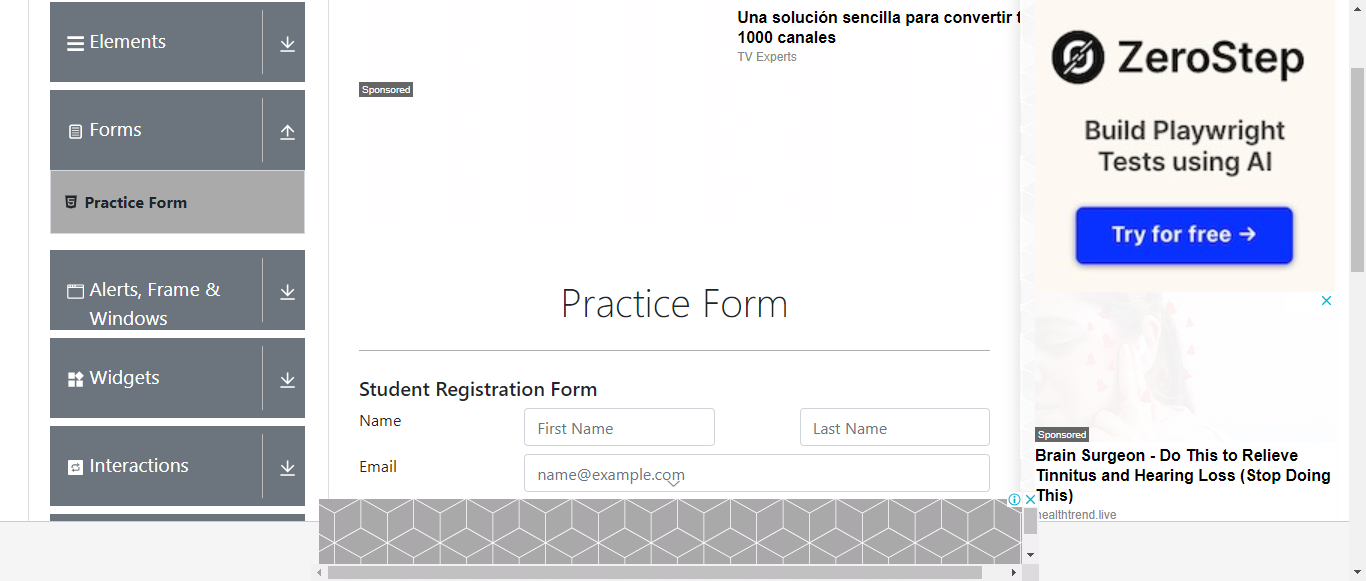 Elements
Forms
Practice Form
Alerts, Frame &
Windows
Widgets
Interactions
Una solución sencilla para convertir t
1000 canales
TV Experts
Sponsored
Practice Form
Student Registration Form
Name
First Name
Last Name
Email
name@example.com
ZeroStep
Build Playwright
Tests using AI
Try for free →
Sponsored
Brain Surgeon - Do This to Relieve
Tinnitus and Hearing Loss (Stop Doing
This)
healthtrend.live